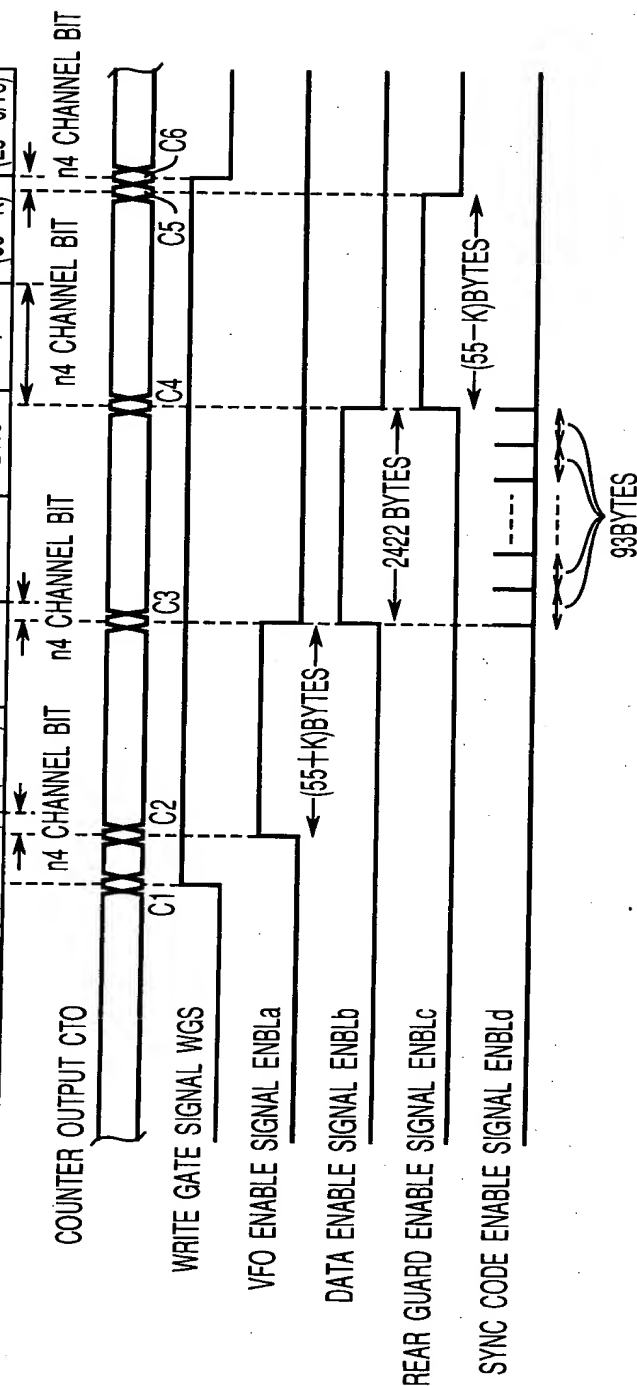 n4 CHANNEL BIT
n4 CHANNEL BIT
n4 CHANNEL BIT
n4 CHANNEL BIT
COUNTER OUTPUT CTO
C1
C2
C3
C4
C5
C6
WRITE GATE SIGNAL WGS
VFO ENABLE SIGNAL ENBLa
(55+K)BYTES
DATA ENABLE SIGNAL ENBLb
2422 BYTES
REAR GUARD ENABLE SIGNAL ENBLc
(55-K)BYTES
SYNC CODE ENABLE SIGNAL ENBLd
93BYTES